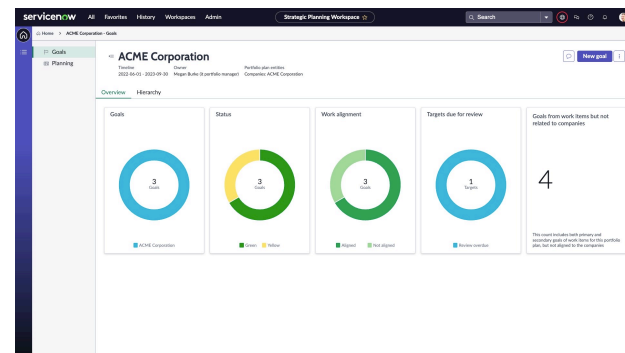 servicenow All Favorites History Workspaces Admin Strategic Planning Workspace Search
Home > ACME Corporation - Goals
Goals
Planning
ACME Corporation
Timeline Owner Portfolio plan entities
2022-06-01 - 2023-09-30 Megan Burke (it portfolio manager) Companies: ACME Corporation
New goal
Overview Hierarchy
Goals
3
Goals
ACME Corporation
Status
3
Goals
Green Yellow
Work alignment
3
Goals
Aligned Not aligned
Targets due for review
1
Targets
Review overdue
Goals from work items but not
related to companies
4
This count includes both primary and
secondary goals of work items for this portfolio
plan, but not aligned to the companies